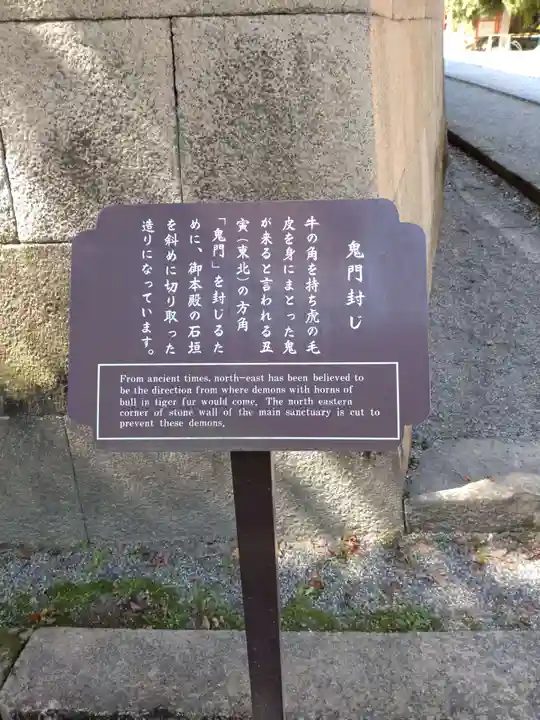 鬼門封じ
牛の角を持ち虎の毛
皮を身にまとった鬼
が来ると言われる丑
寅(東北)の方角
「鬼門」を封じるた
めに、御本殿の石垣
を斜めに切り取った
造りになっています。
From ancient times, north-east has been believed to
be the direction from where demons with horns of
bull in tiger fur would come. The north eastern
corner of stone wall of the main sanctuary is cut to
prevent these demons.